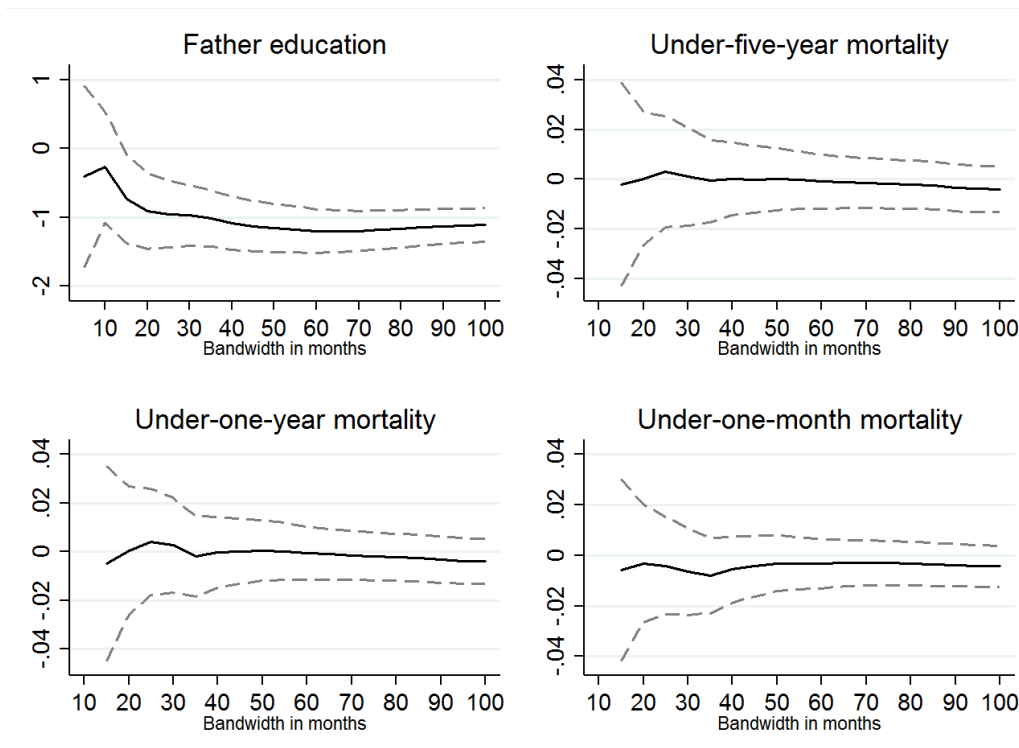 Father education
1
0
-1
-2
10 20 30 40 50 60 70 80 90 100
Bandwidth in months
Under-five-year mortality
.04
.02
0
-.02
-.04
10 20 30 40 50 60 70 80 90 100
Bandwidth in months
Under-one-year mortality
.04
.02
0
-.02
-.04
10 20 30 40 50 60 70 80 90 100
Bandwidth in months
Under-one-month mortality
.04
.02
0
-.02
-.04
10 20 30 40 50 60 70 80 90 100
Bandwidth in months